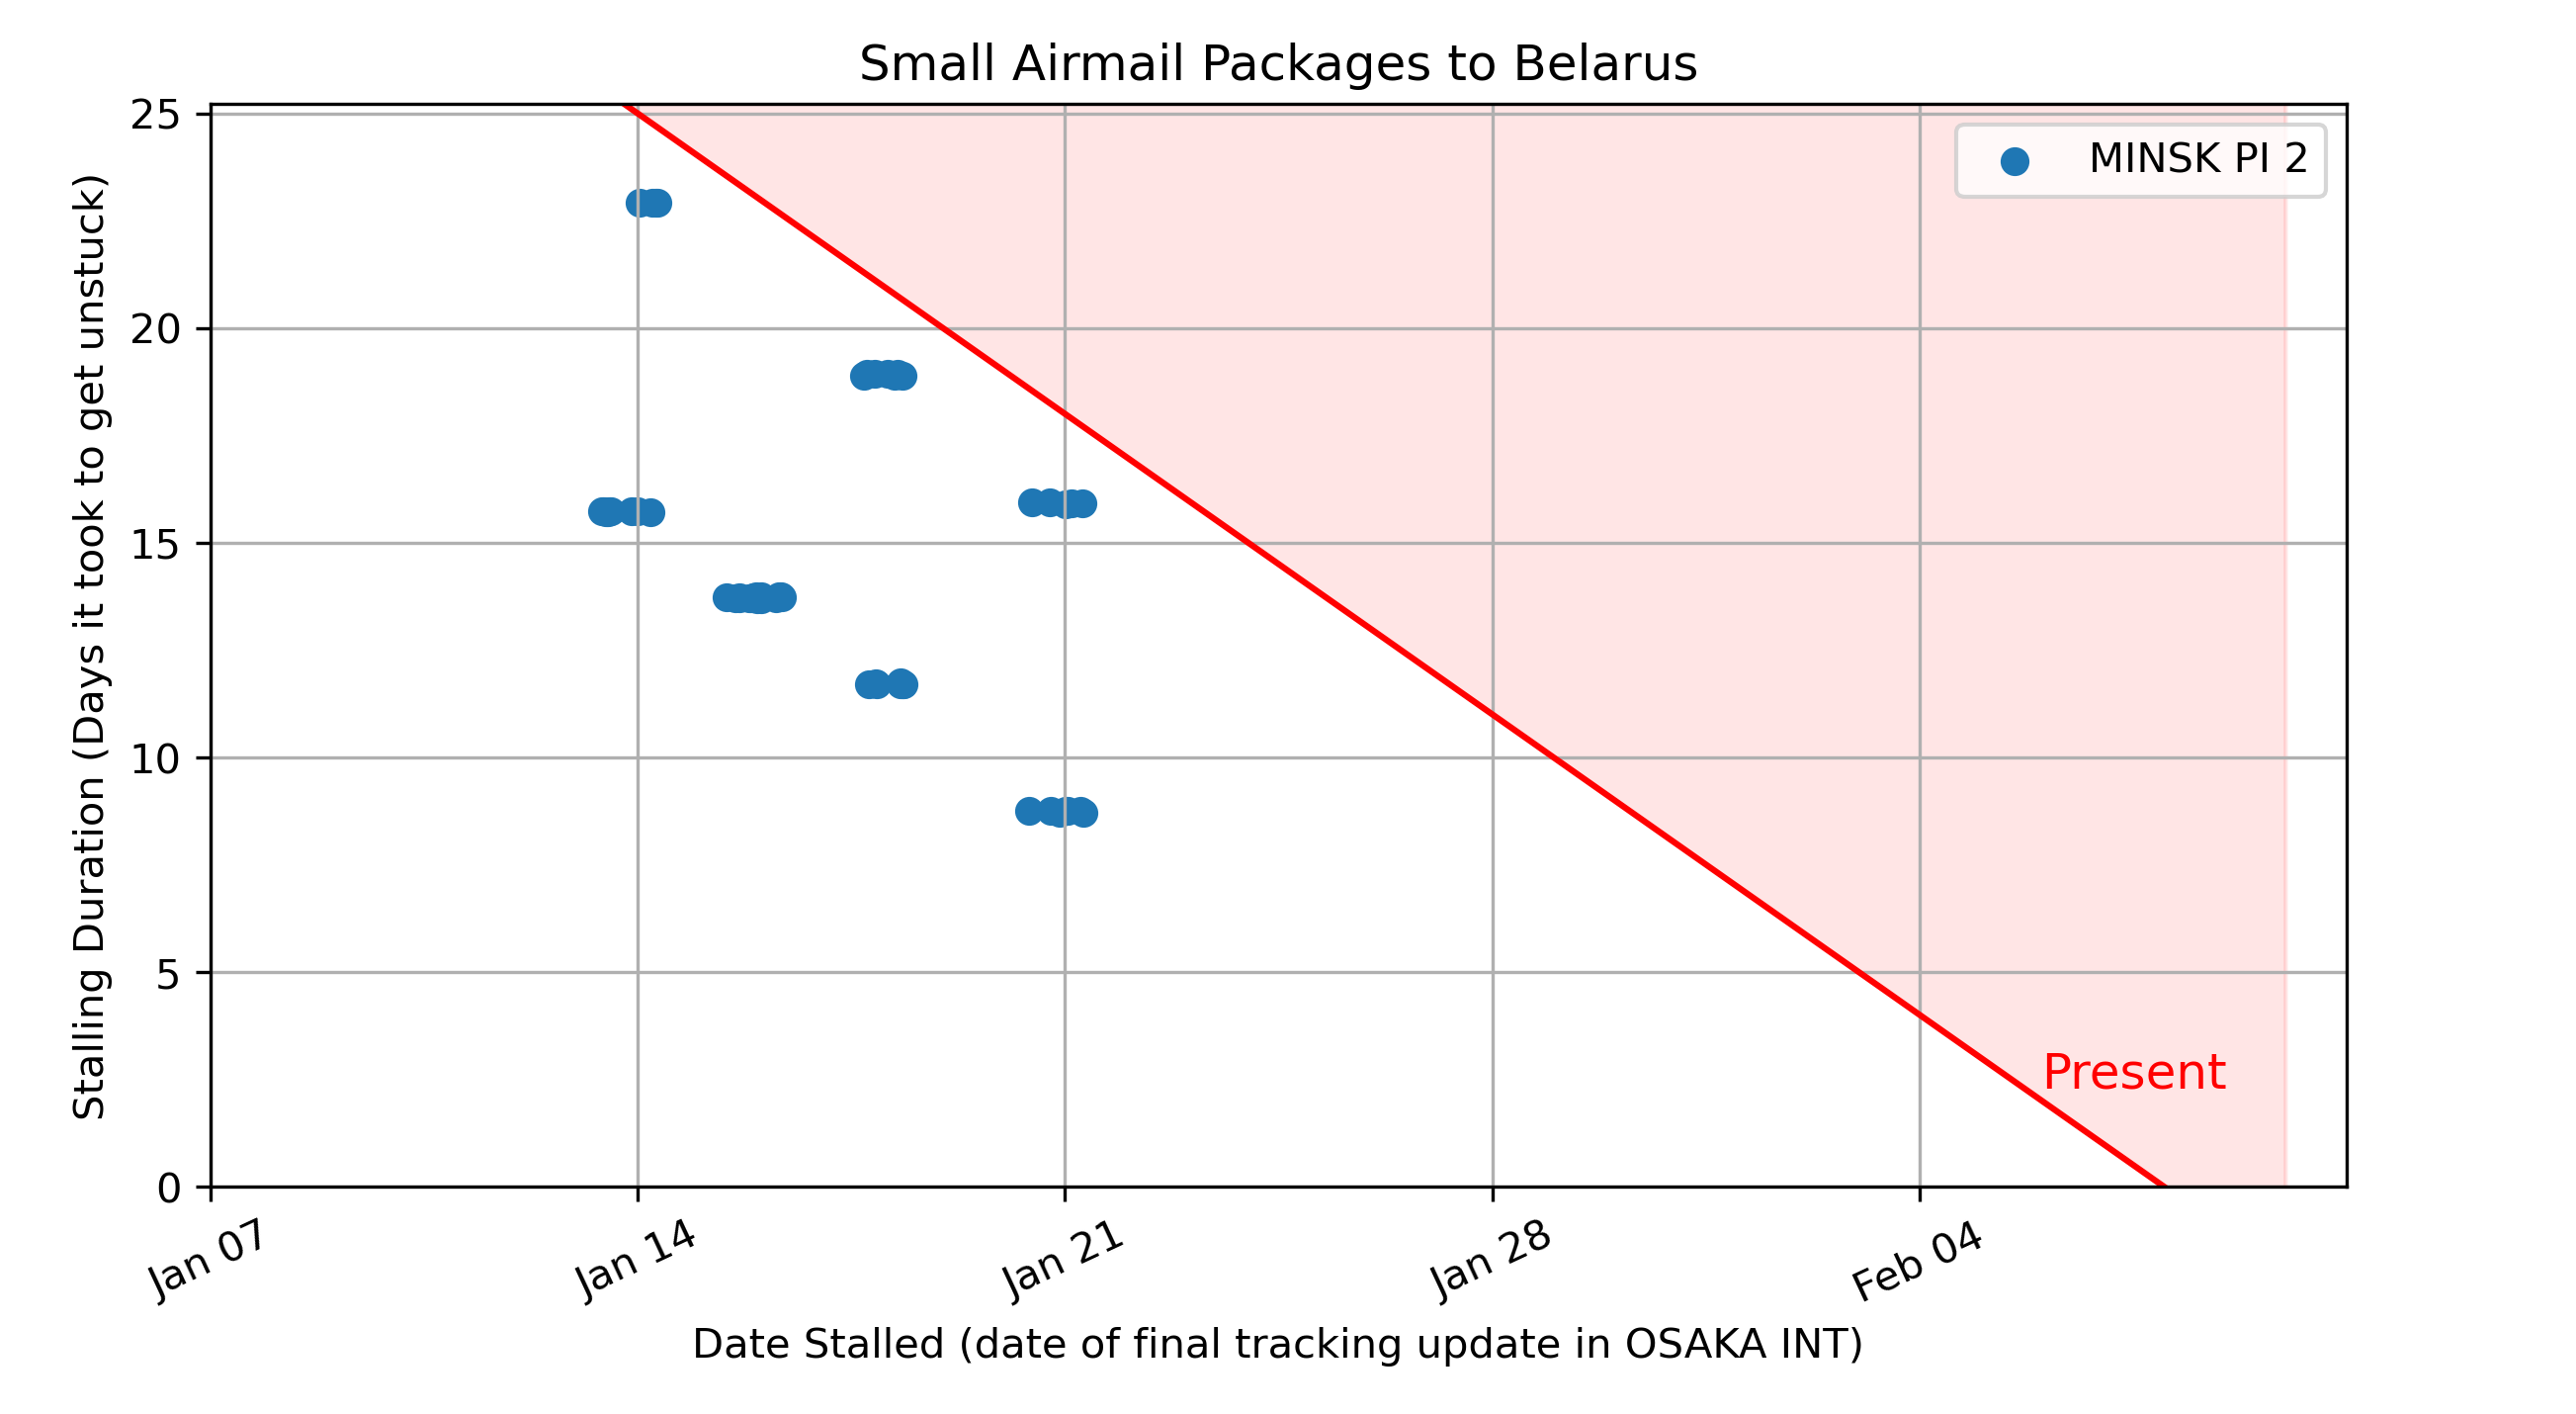 Small Airmail Packages to Belarus
Stalling Duration (Days it took to get unstuck)
25
20
15
10
5
0
MINSK PI 2
Present
Jan 07
Jan 14
Jan 21
Jan 28
Feb 04
Date Stalled (date of final tracking update in OSAKA INT)